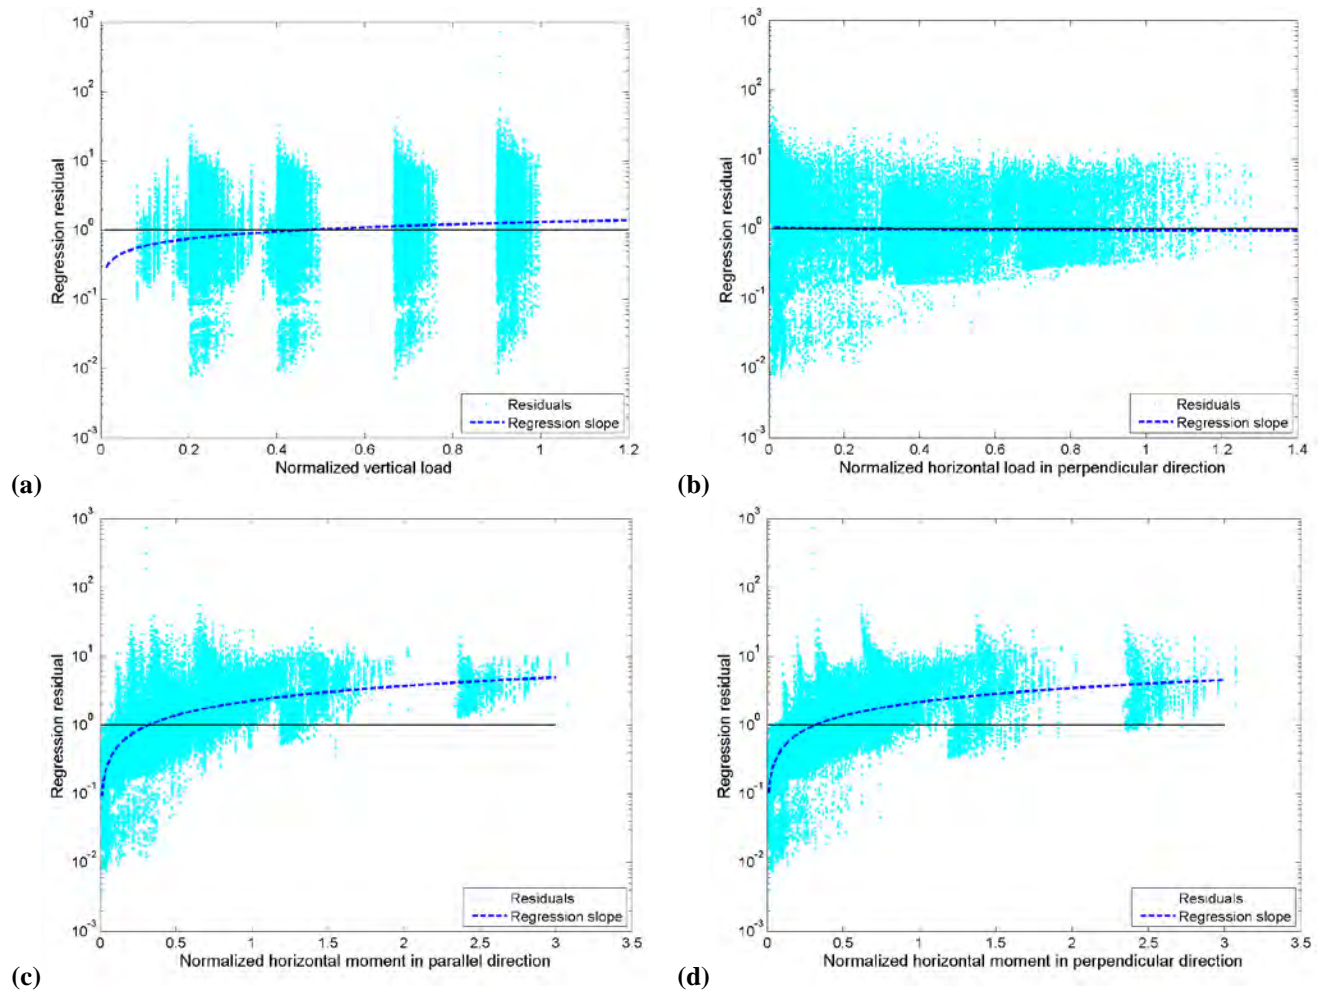 10^3
10^2
10^1
10^0
10^-1
10^-2
10^-3
Regression residual
0 0.2 0.4 0.6 0.8 1 1.2
Normalized vertical load
Residuals
Regression slope
(a)
10^3
10^2
10^1
10^0
10^-1
10^-2
10^-3
Regression residual
0 0.2 0.4 0.6 0.8 1 1.2 1.4
Normalized horizontal load in perpendicular direction
Residuals
Regression slope
(b)
10^3
10^2
10^1
10^0
10^-1
10^-2
10^-3
Regression residual
0 0.5 1 1.5 2 2.5 3 3.5
Normalized horizontal moment in parallel direction
Residuals
Regression slope
(c)
10^3
10^2
10^1
10^0
10^-1
10^-2
10^-3
Regression residual
0 0.5 1 1.5 2 2.5 3 3.5
Normalized horizontal moment in perpendicular direction
Residuals
Regression slope
(d)